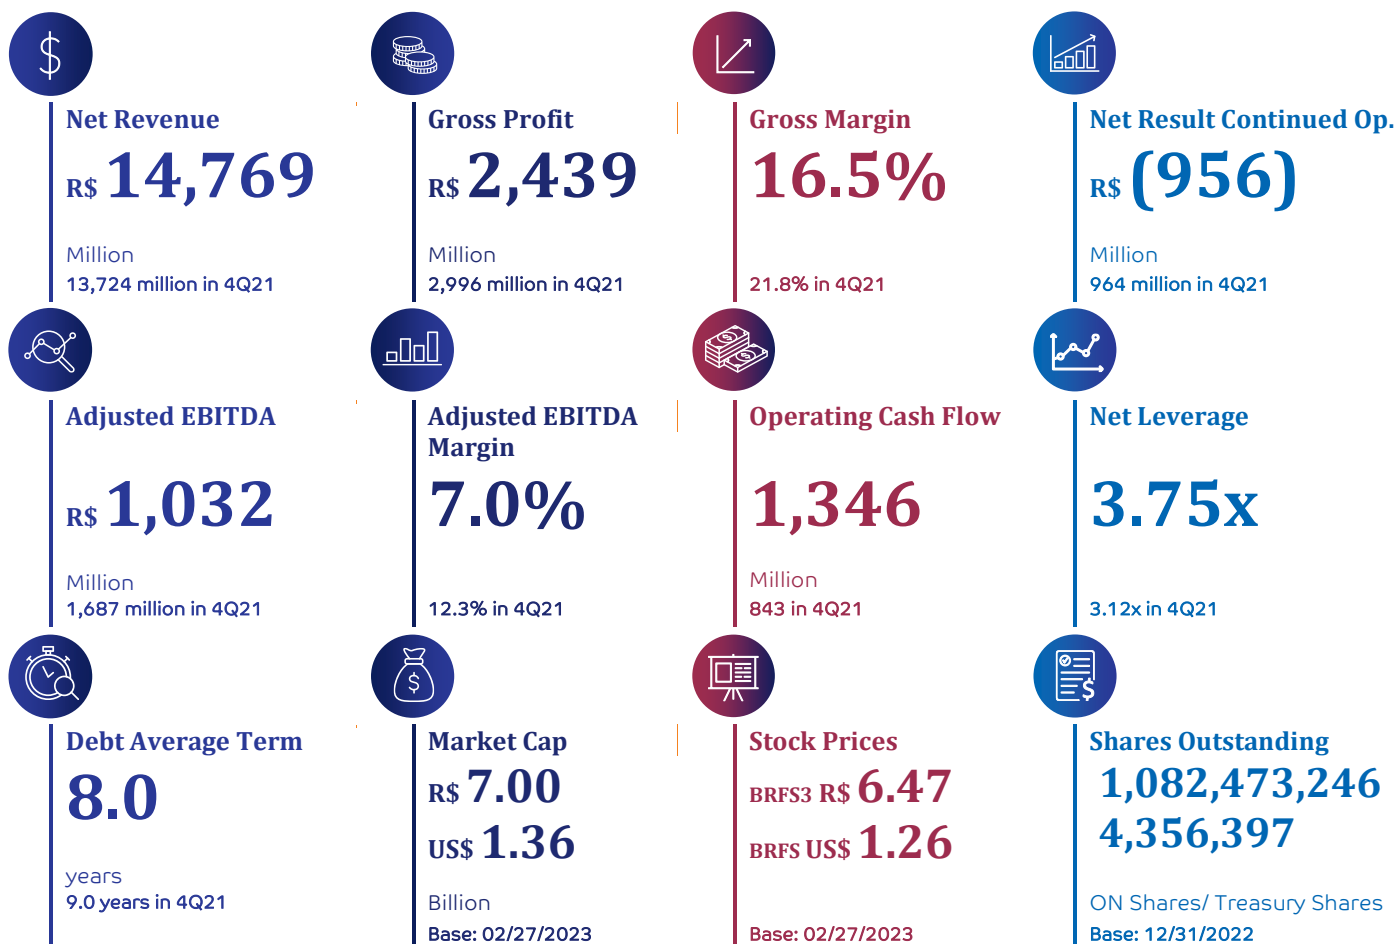 Net Revenue
R$ 14,769
Million
13,724 million in 4Q21
Gross Profit
R$ 2,439
Million
2,996 million in 4Q21
Gross Margin
16.5%
21.8% in 4Q21
Net Result Continued Op.
R$ (956)
Million
964 million in 4Q21
Adjusted EBITDA
R$ 1,032
Million
1,687 million in 4Q21
Adjusted EBITDA
Margin
7.0%
12.3% in 4Q21
Operating Cash Flow
1,346
Million
843 in 4Q21
Net Leverage
3.75x
3.12x in 4Q21
Debt Average Term
8.0
years
9.0 years in 4Q21
Market Cap
R$ 7.00
US$ 1.36
Billion
Base: 02/27/2023
Stock Prices
BRFS3 R$ 6.47
BRFS US$ 1.26
Base: 02/27/2023
Shares Outstanding
1,082,473,246
4,356,397
ON Shares/ Treasury Shares
Base: 12/31/2022